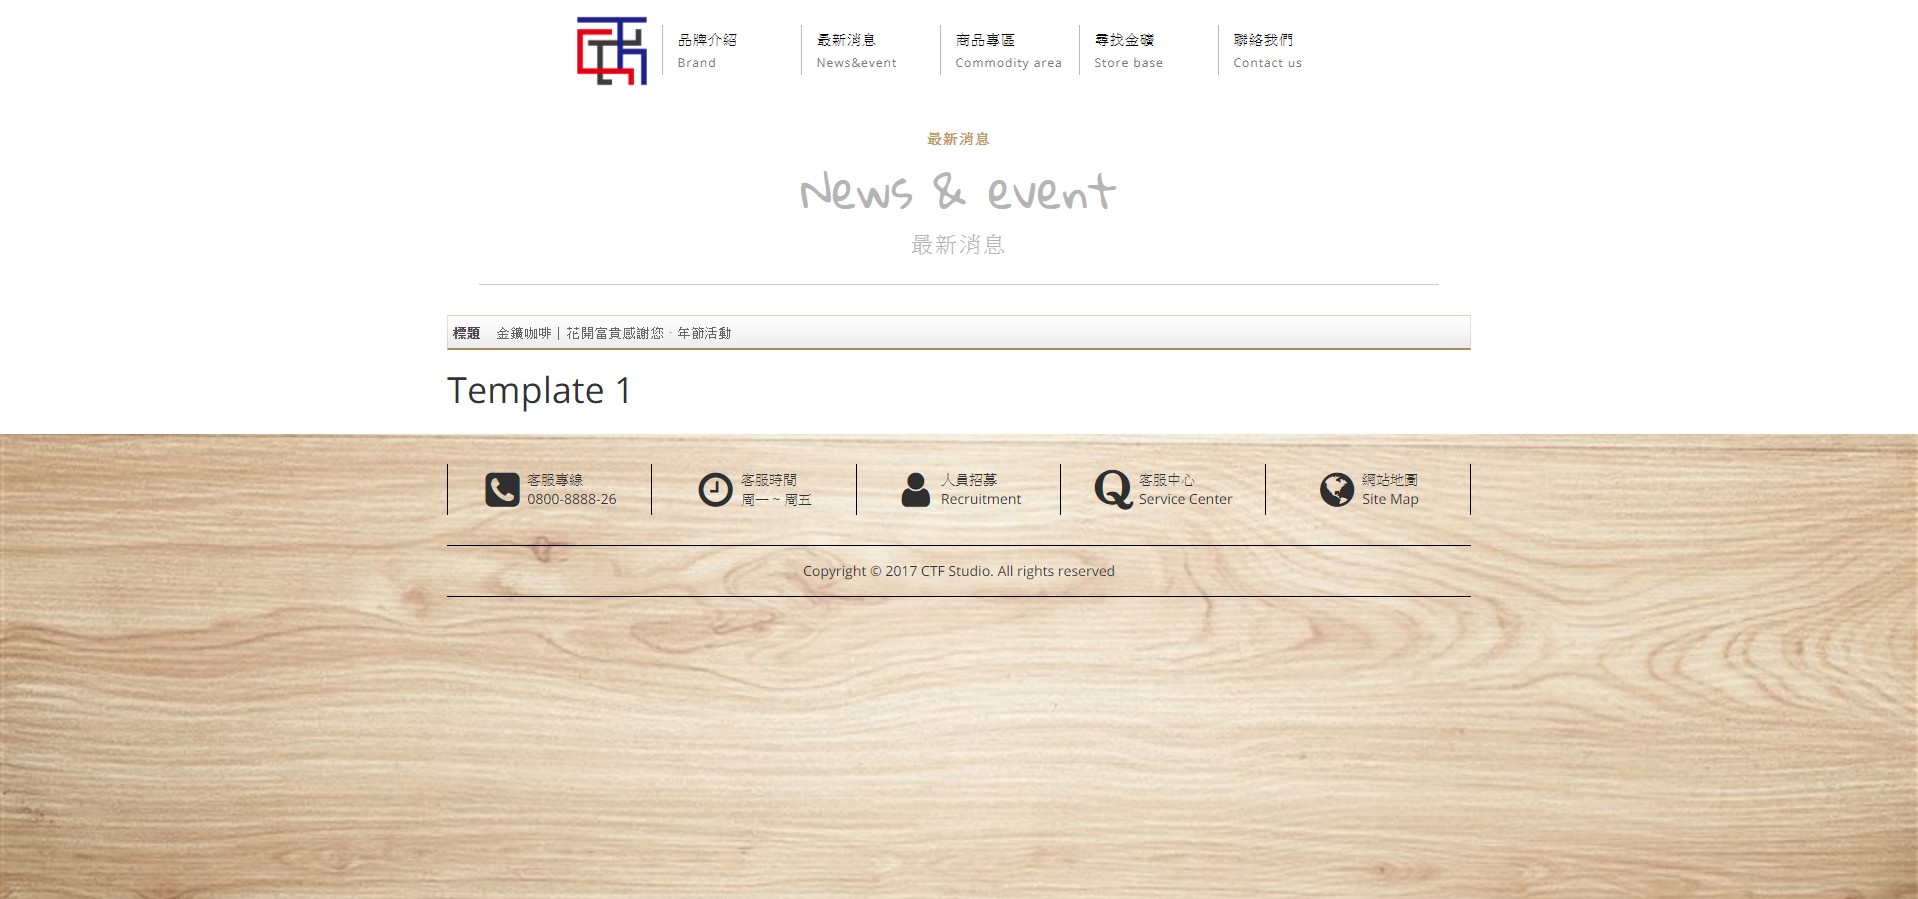 品牌介紹
Brand
最新消息
News&event
商品專區
Commodity area
尋找金礦
Store base
聯絡我們
Contact us
最新消息
News & event
最新消息
標題 金鑛咖啡 | 花開富貴感謝您 · 年節活動
Template 1
客服專線
0800-8888-26
客服時間
周一 ~ 周五
人員招募
Recruitment
客服中心
Service Center
網站地圖
Site Map
Copyright © 2017 CTF Studio. All rights reserved